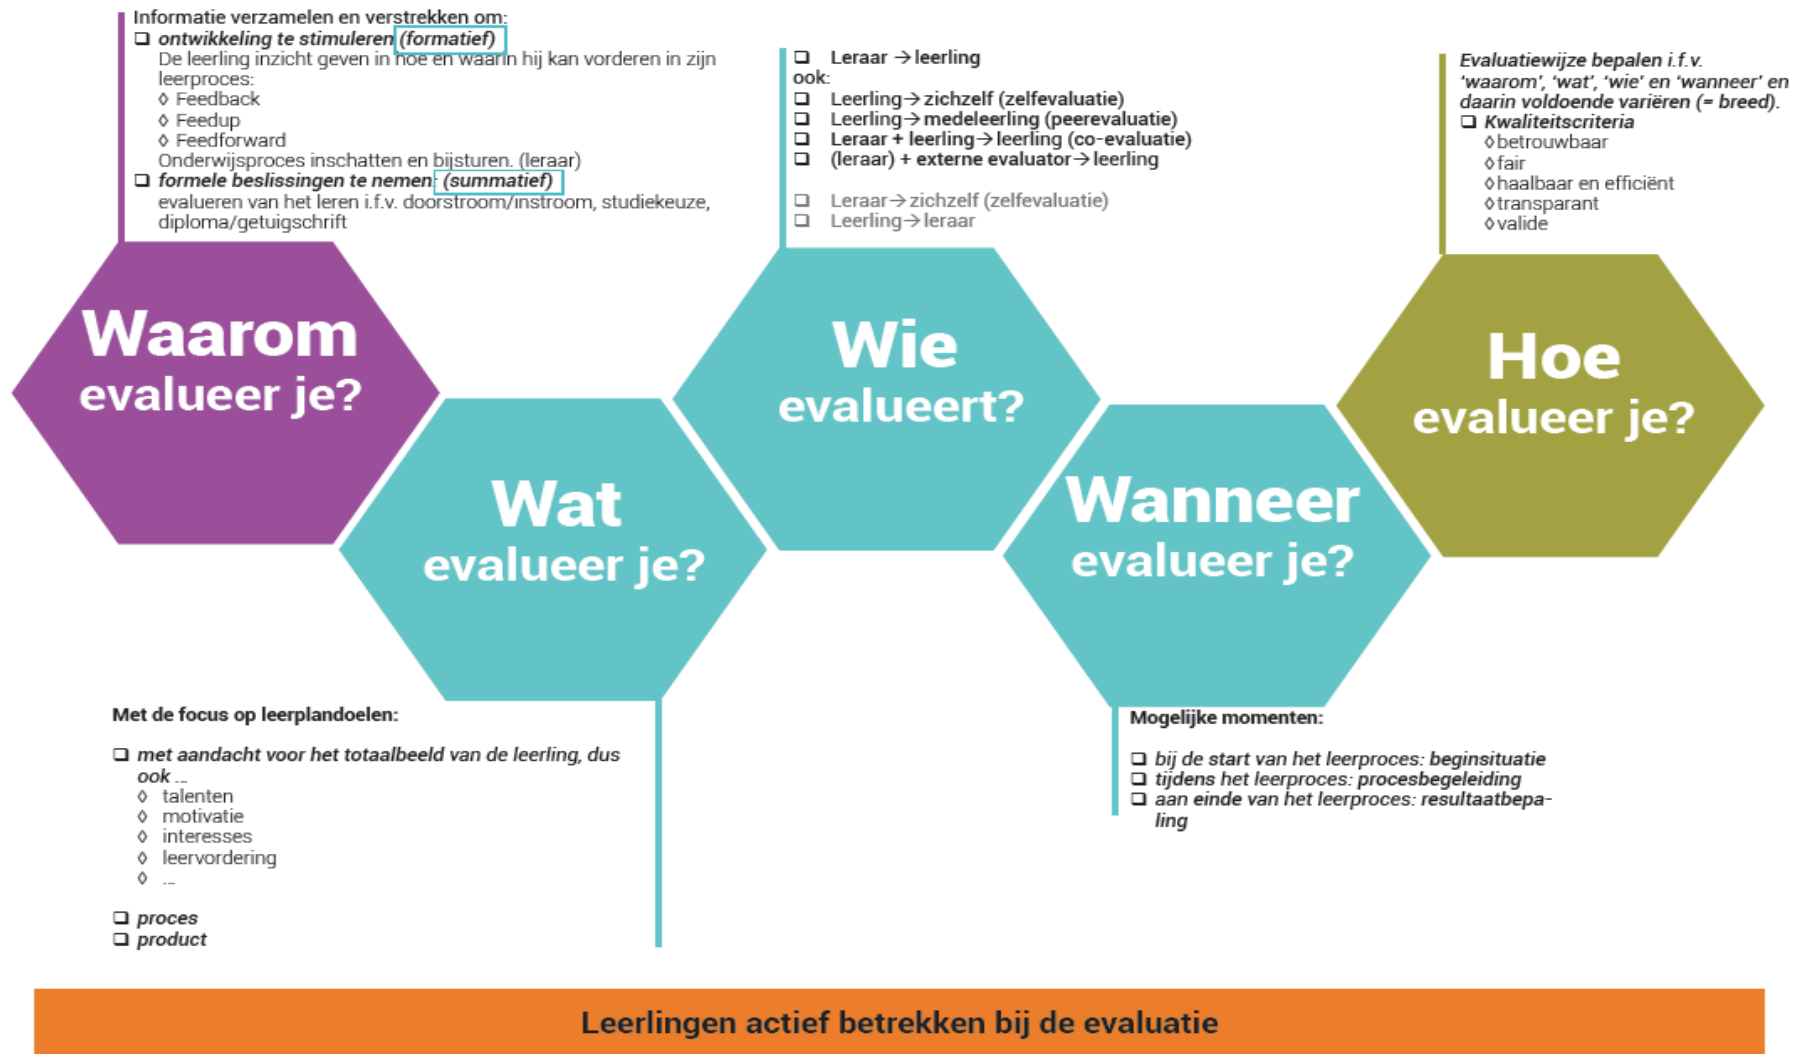 Informatie verzamelen en verstrekken om:
❑ ontwikkeling te stimuleren (formatief)
De leerling inzicht geven in hoe en waarin hij kan vorderen in zijn
leerproces:
◊ Feedback
◊ Feedup
◊ Feedforward
Onderwijsproces inschatten en bijsturen. (leraar)
❑ formele beslissingen te nemen: (summatief)
evalueren van het leren i.f.v. doorstroom/instroom, studiekeuze,
diploma/getuigschrift
Waarom
evalueer je?
Wat
evalueer je?
Met de focus op leerplandoelen:
❑ met aandacht voor het totaalbeeld van de leerling, dus
ook ...
◊ talenten
◊ motivatie
◊ interesses
◊ leervordering
◊ ...
❑ proces
❑ product
❑ Leraar → leerling
ook:
❑ Leerling→zichzelf (zelfevaluatie)
❑ Leerling→medeleerling (peerevaluatie)
❑ Leraar + leerling→leerling (co-evaluatie)
❑ (leraar) + externe evaluator→leerling
❑ Leraar→zichzelf (zelfevaluatie)
❑ Leerling→leraar
Wie
evalueert?
Wanneer
evalueer je?
Mogelijke momenten:
❑ bij de start van het leerproces: beginsituatie
❑ tijdens het leerproces: procesbegeleiding
❑ aan einde van het leerproces: resultaatbepa-
ling
Evaluatiewijze bepalen i.f.v.
‘waarom’, ‘wat’, ‘wie’ en ‘wanneer’ en
daarin voldoende variëren (= breed).
❑ Kwaliteitscriteria
◊betrouwbaar
◊fair
◊haalbaar en efficiënt
◊transparant
◊valide
Hoe
evalueer je?
Leerlingen actief betrekken bij de evaluatie